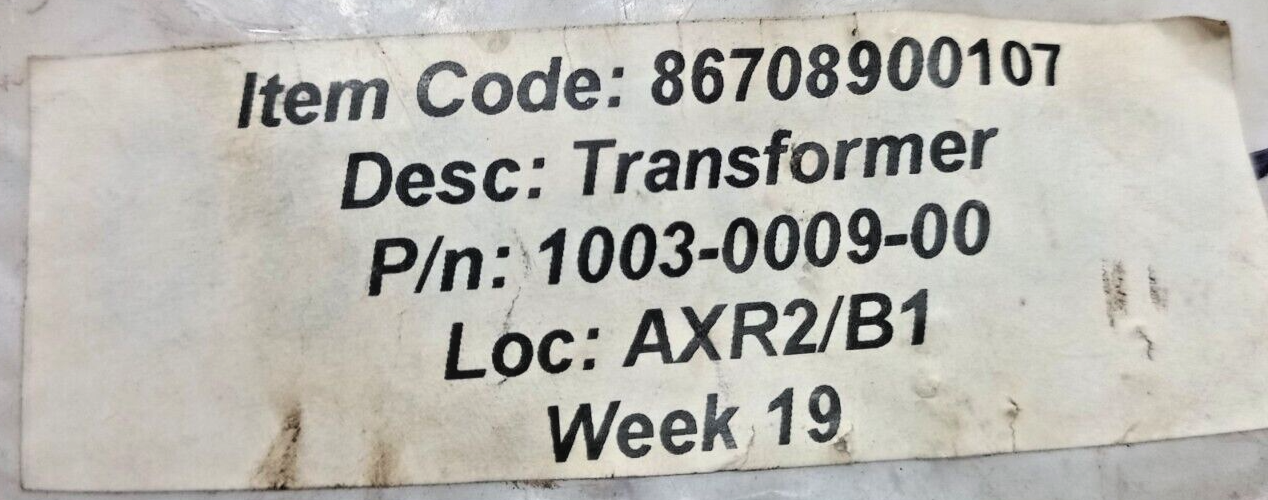 Item Code: 86708900107
Desc: Transformer
P/n: 1003-0009-00
Loc: AXR2/B1
Week 19